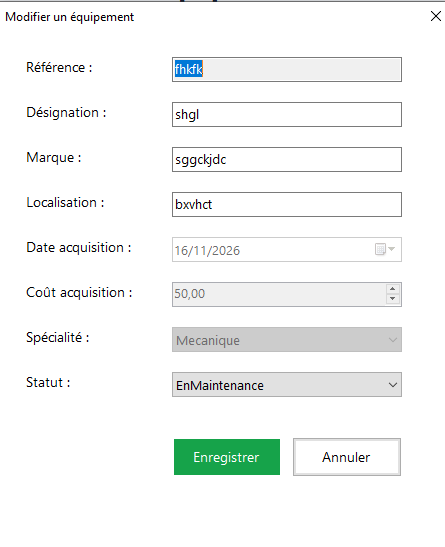 Modifier un équipement
Référence : fhkfk
Désignation : shgl
Marque : sggckjdc
Localisation : bxvhct
Date acquisition : 16/11/2026
Coût acquisition : 50,00
Spécialité : Mecanique
Statut : EnMaintenance
Enregistrer Annuler